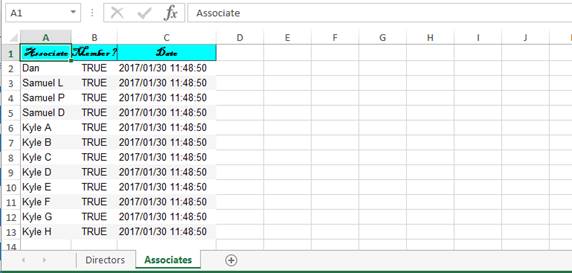 A1 fx Associate
A B C D E F G H I J
1 Associate Member? Date
2 Dan TRUE 2017/01/30 11:48:50
3 Samuel L TRUE 2017/01/30 11:48:50
4 Samuel P TRUE 2017/01/30 11:48:50
5 Samuel D TRUE 2017/01/30 11:48:50
6 Kyle A TRUE 2017/01/30 11:48:50
7 Kyle B TRUE 2017/01/30 11:48:50
8 Kyle C TRUE 2017/01/30 11:48:50
9 Kyle D TRUE 2017/01/30 11:48:50
10 Kyle E TRUE 2017/01/30 11:48:50
11 Kyle F TRUE 2017/01/30 11:48:50
12 Kyle G TRUE 2017/01/30 11:48:50
13 Kyle H TRUE 2017/01/30 11:48:50
14
Directors Associates